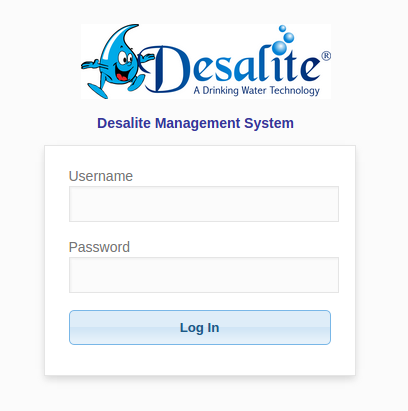 Desalite®
A Drinking Water Technology
Desalite Management System
Username
Password
Log In